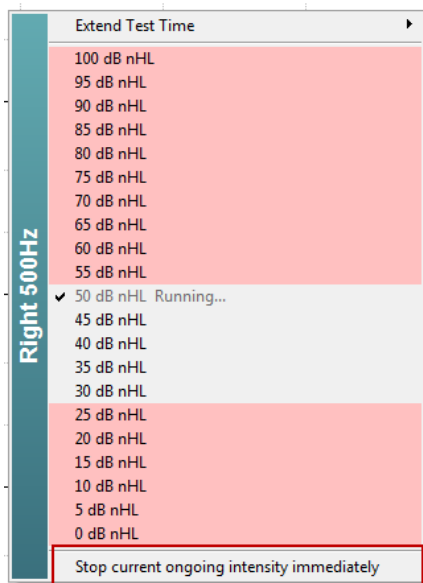 Extend Test Time
100 dB nHL
95 dB nHL
90 dB nHL
85 dB nHL
80 dB nHL
75 dB nHL
70 dB nHL
65 dB nHL
60 dB nHL
55 dB nHL
50 dB nHL Running...
45 dB nHL
40 dB nHL
35 dB nHL
30 dB nHL
25 dB nHL
20 dB nHL
15 dB nHL
10 dB nHL
5 dB nHL
0 dB nHL
Stop current ongoing intensity immediately
Right 500Hz